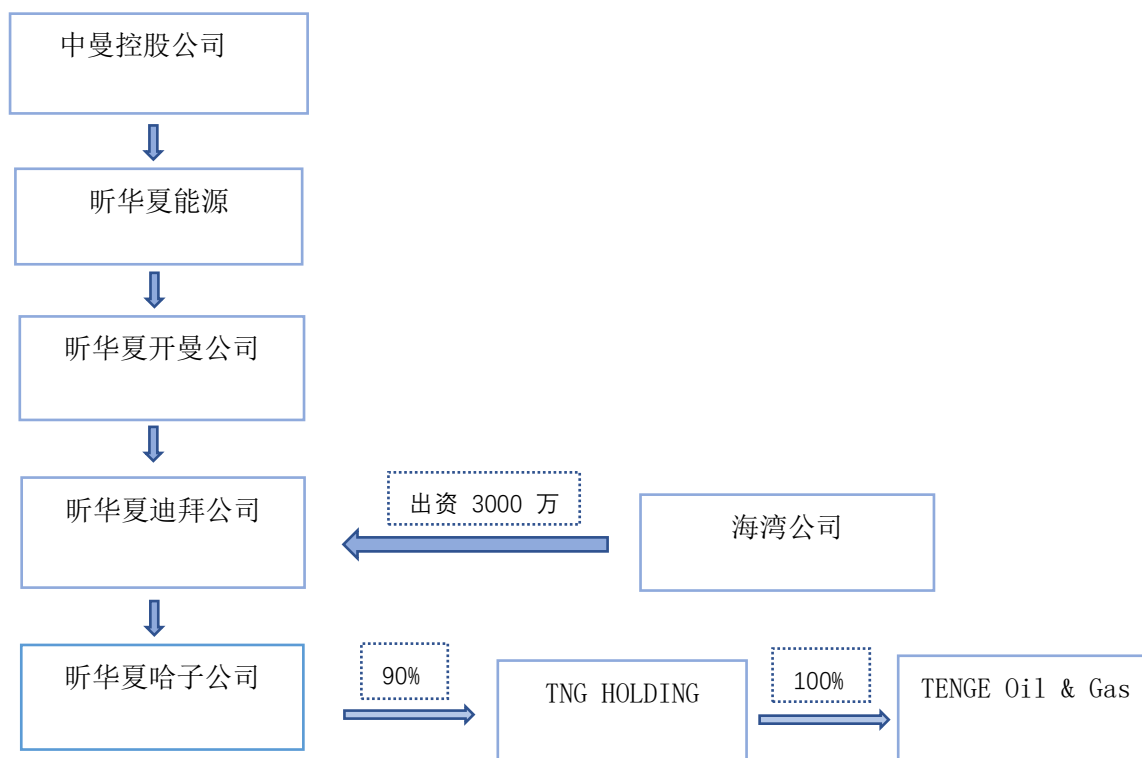 中曼控股公司
昕华夏能源
昕华夏开曼公司
昕华夏迪拜公司
出资 3000 万
海湾公司
昕华夏哈子公司
90%
TNG HOLDING
100%
TENGE Oil & Gas